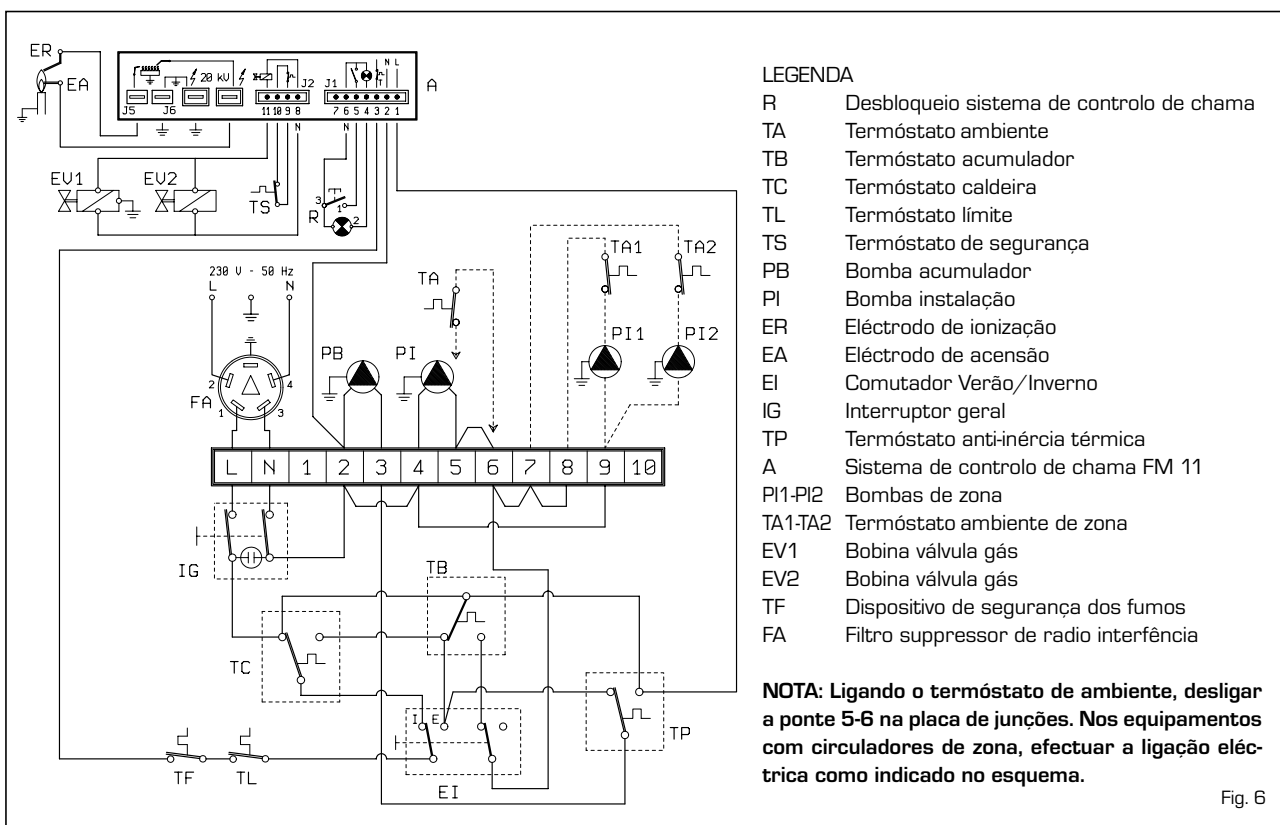 ER
EA
20 kV
J2
J1
N L
A
J5
J6
11 10 9 8
7 6 5 4 3 2 1
N
N
EV1
EV2
TS
3
1
R
2
230 V - 50 Hz
L
N
TA
TA1
TA2
PB
PI
PI1
PI2
2
4
FA
1
3
L N 1 2 3 4 5 6 7 8 9 10
IG
TB
TC
I
E
TP
TF
TL
EI
LEGENDA
R Desbloqueio sistema de controlo de chama
TA Termóstato ambiente
TB Termóstato acumulador
TC Termóstato caldeira
TL Termóstato límite
TS Termóstato de segurança
PB Bomba acumulador
PI Bomba instalação
ER Eléctrodo de ionização
EA Eléctrodo de acensão
EI Comutador Verão/Inverno
IG Interruptor geral
TP Termóstato anti-inércia térmica
A Sistema de controlo de chama FM 11
PI1-PI2 Bombas de zona
TA1-TA2 Termóstato ambiente de zona
EV1 Bobina válvula gás
EV2 Bobina válvula gás
TF Dispositivo de segurança dos fumos
FA Filtro suppressor de radio interfência
NOTA: Ligando o termóstato de ambiente, desligar
a ponte 5-6 na placa de junções. Nos equipamentos
com circuladores de zona, efectuar a ligação eléc-
trica como indicado no esquema.
Fig. 6